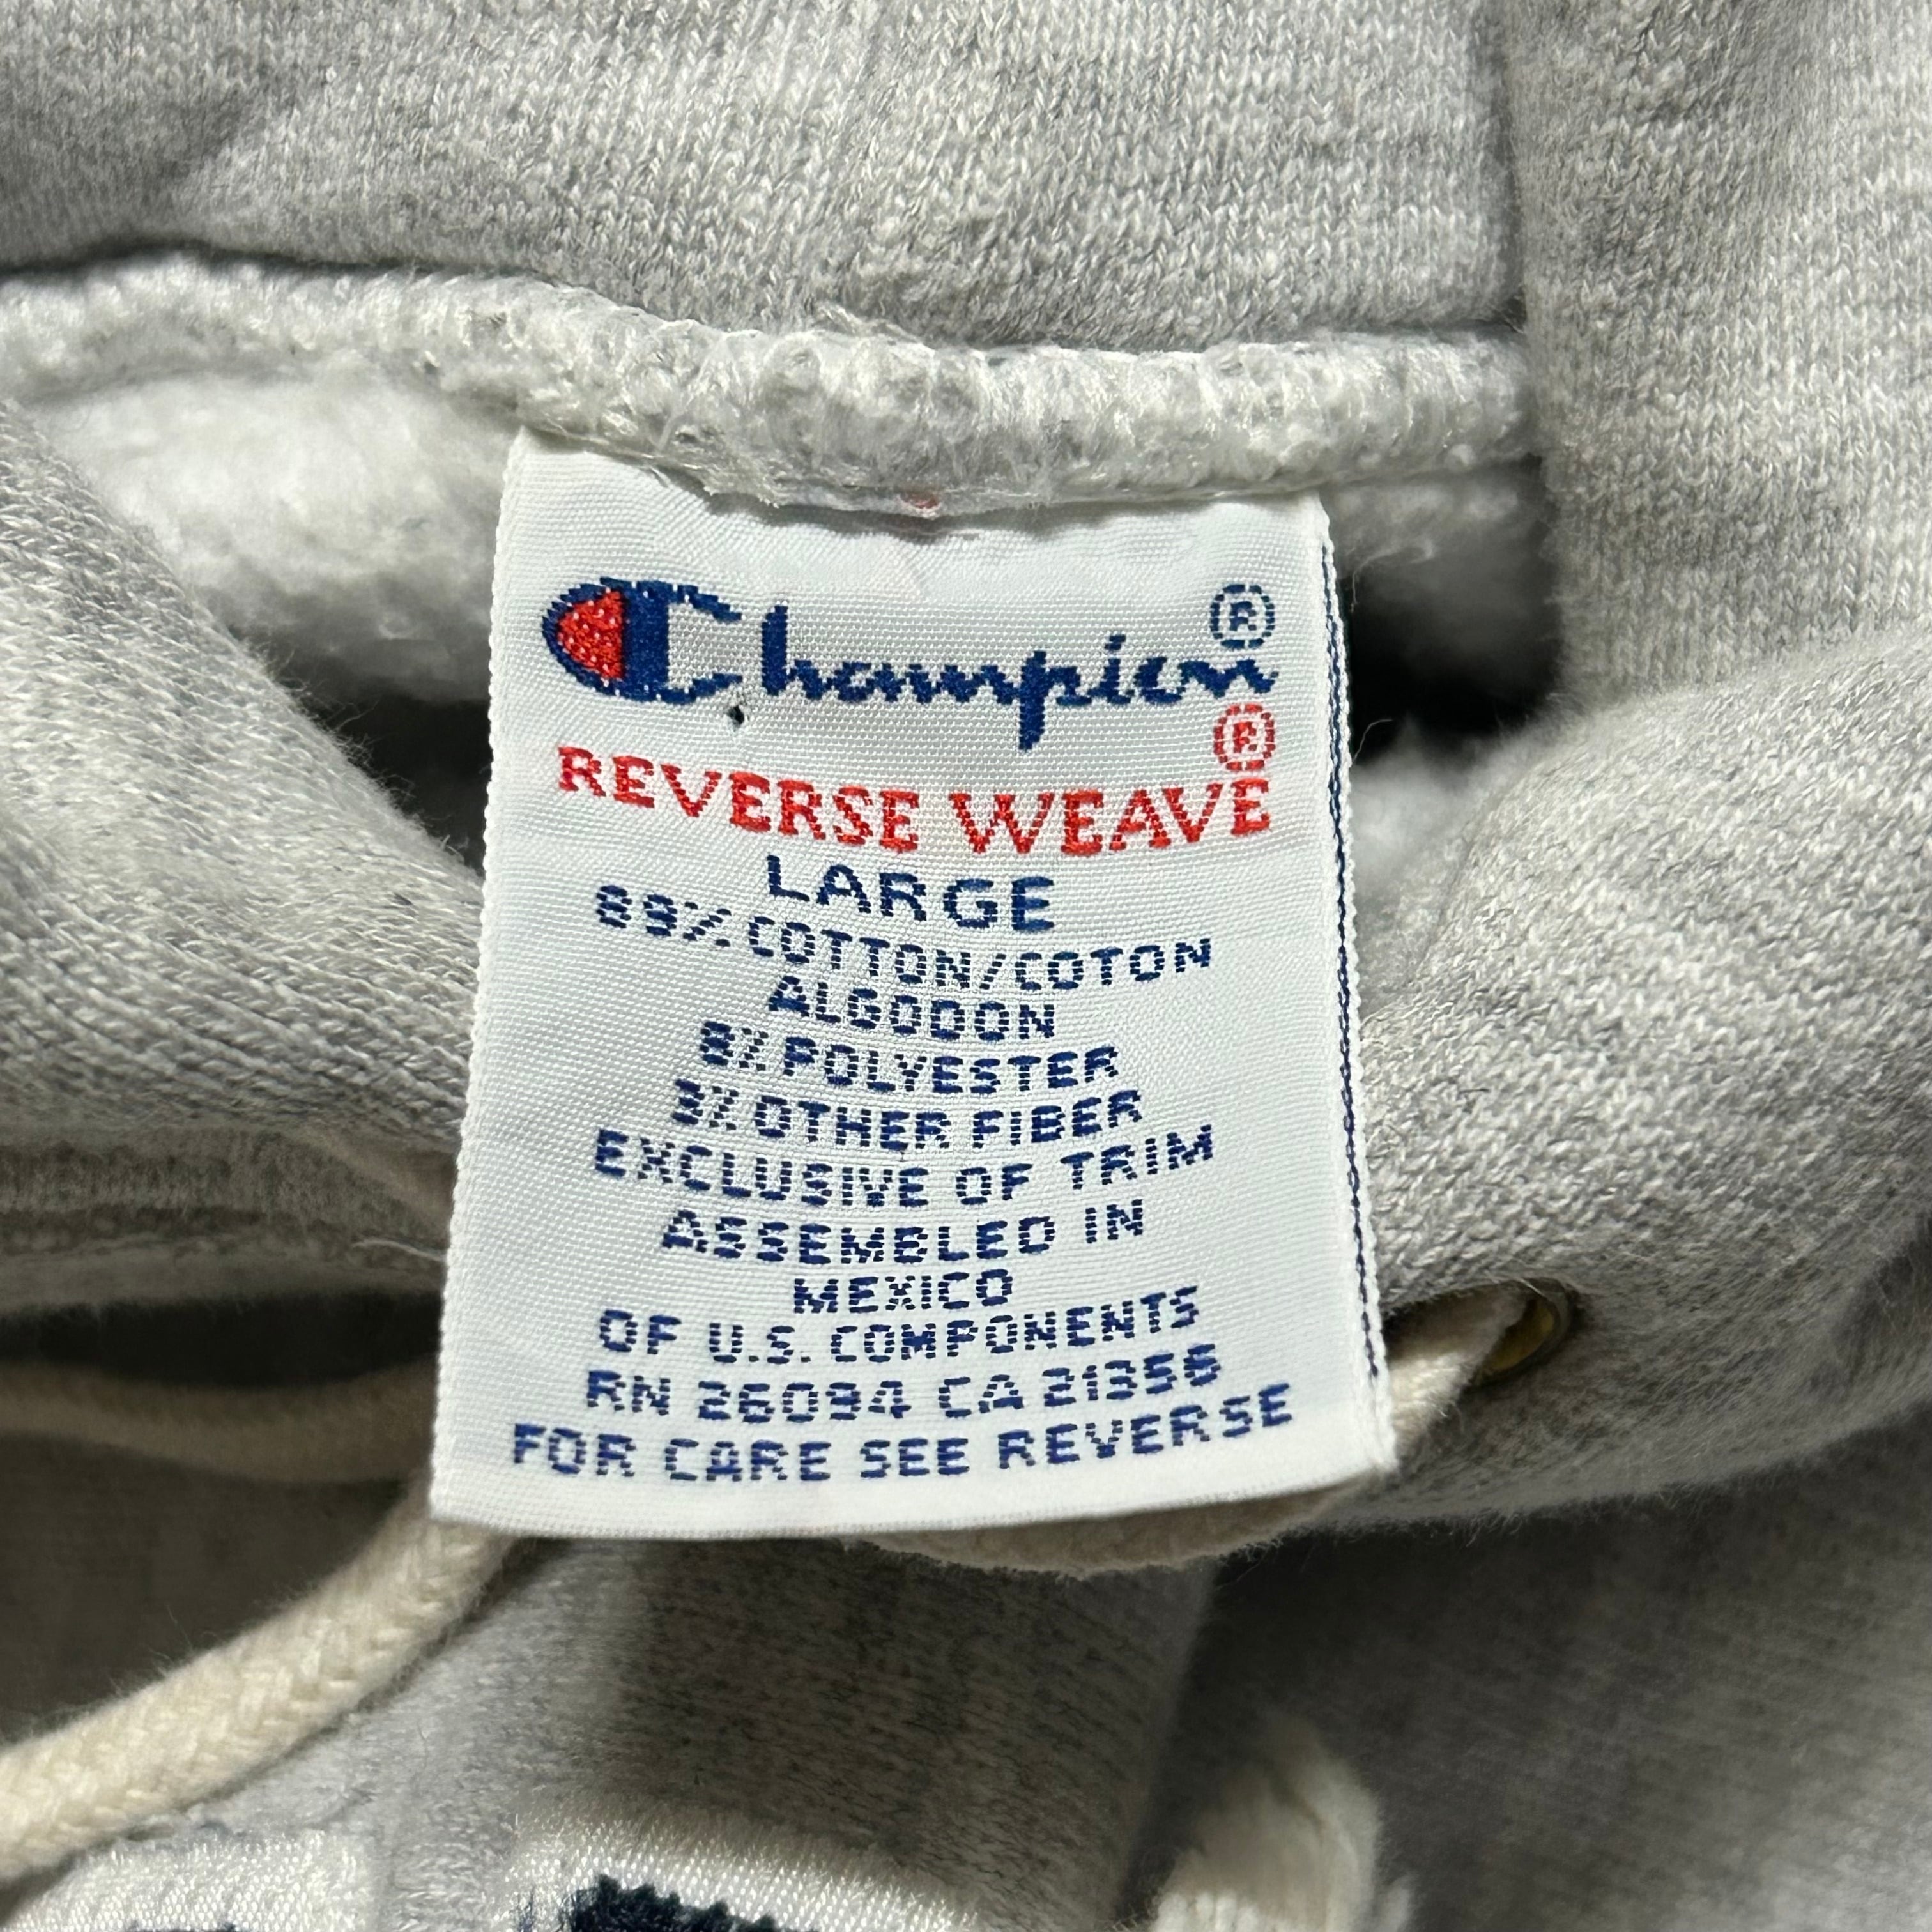 Champion®
REVERSE WEAVE®
LARGE
89% COTTON/COTON
ALGODON
8% POLYESTER
3% OTHER FIBER
EXCLUSIVE OF TRIM
ASSEMBLED IN
MEXICO
OF U.S. COMPONENTS
RN 26094 CA 21356
FOR CARE SEE REVERSE